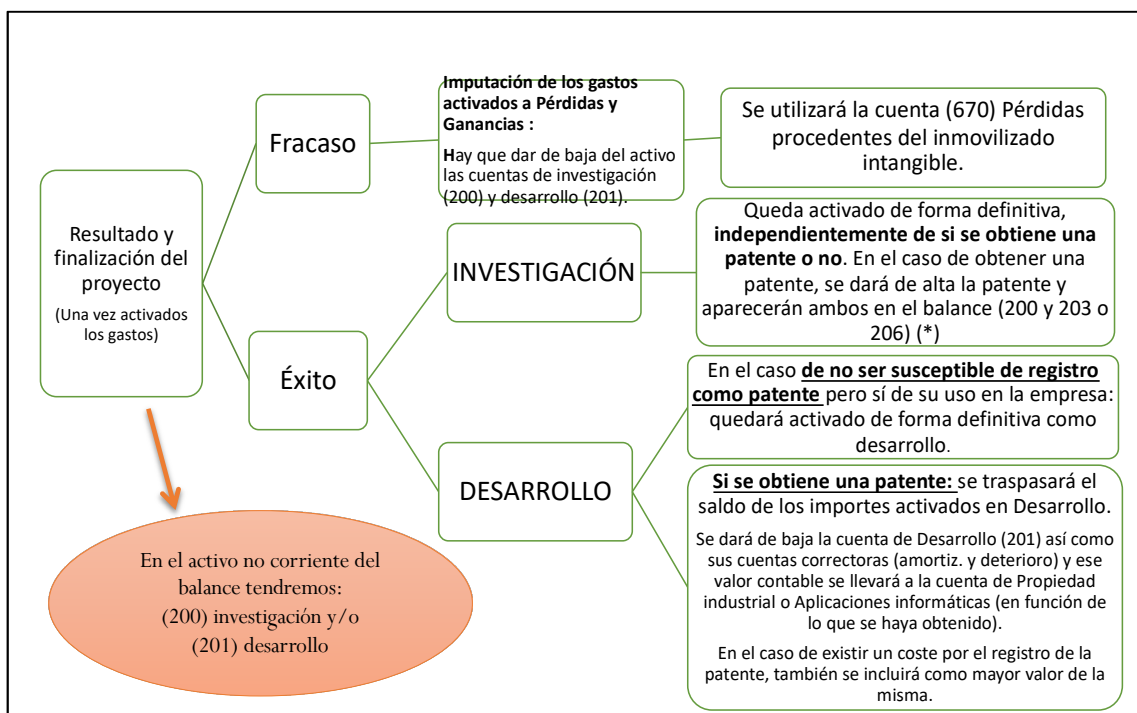 Resultado y
finalización del
proyecto
(Una vez activados
los gastos)
Fracaso
Imputación de los gastos
activados a Pérdidas y
Ganancias :
Hay que dar de baja del activo
las cuentas de investigación
(200) y desarrollo (201).
Se utilizará la cuenta (670) Pérdidas
procedentes del inmovilizado
intangible.
Éxito
INVESTIGACIÓN
Queda activado de forma definitiva,
independientemente de si se obtiene una
patente o no. En el caso de obtener una
patente, se dará de alta la patente y
aparecerán ambos en el balance (200 y 203 o
206) (*)
DESARROLLO
En el caso de no ser susceptible de registro
como patente pero sí de su uso en la empresa:
quedará activado de forma definitiva como
desarrollo.
Si se obtiene una patente: se traspasará el
saldo de los importes activados en Desarrollo.
Se dará de baja la cuenta de Desarrollo (201) así como
sus cuentas correctoras (amortiz. y deterioro) y ese
valor contable se llevará a la cuenta de Propiedad
industrial o Aplicaciones informáticas (en función de
lo que se haya obtenido).
En el caso de existir un coste por el registro de la
patente, también se incluirá como mayor valor de la
misma.
En el activo no corriente del
balance tendremos:
(200) investigación y/o
(201) desarrollo